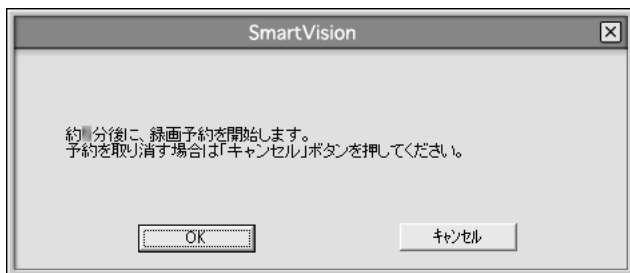 SmartVision
約分後に、録画予約を開始します。
予約を取り消す場合は「キャンセル」ボタンを押してください。
OK
キャンセル